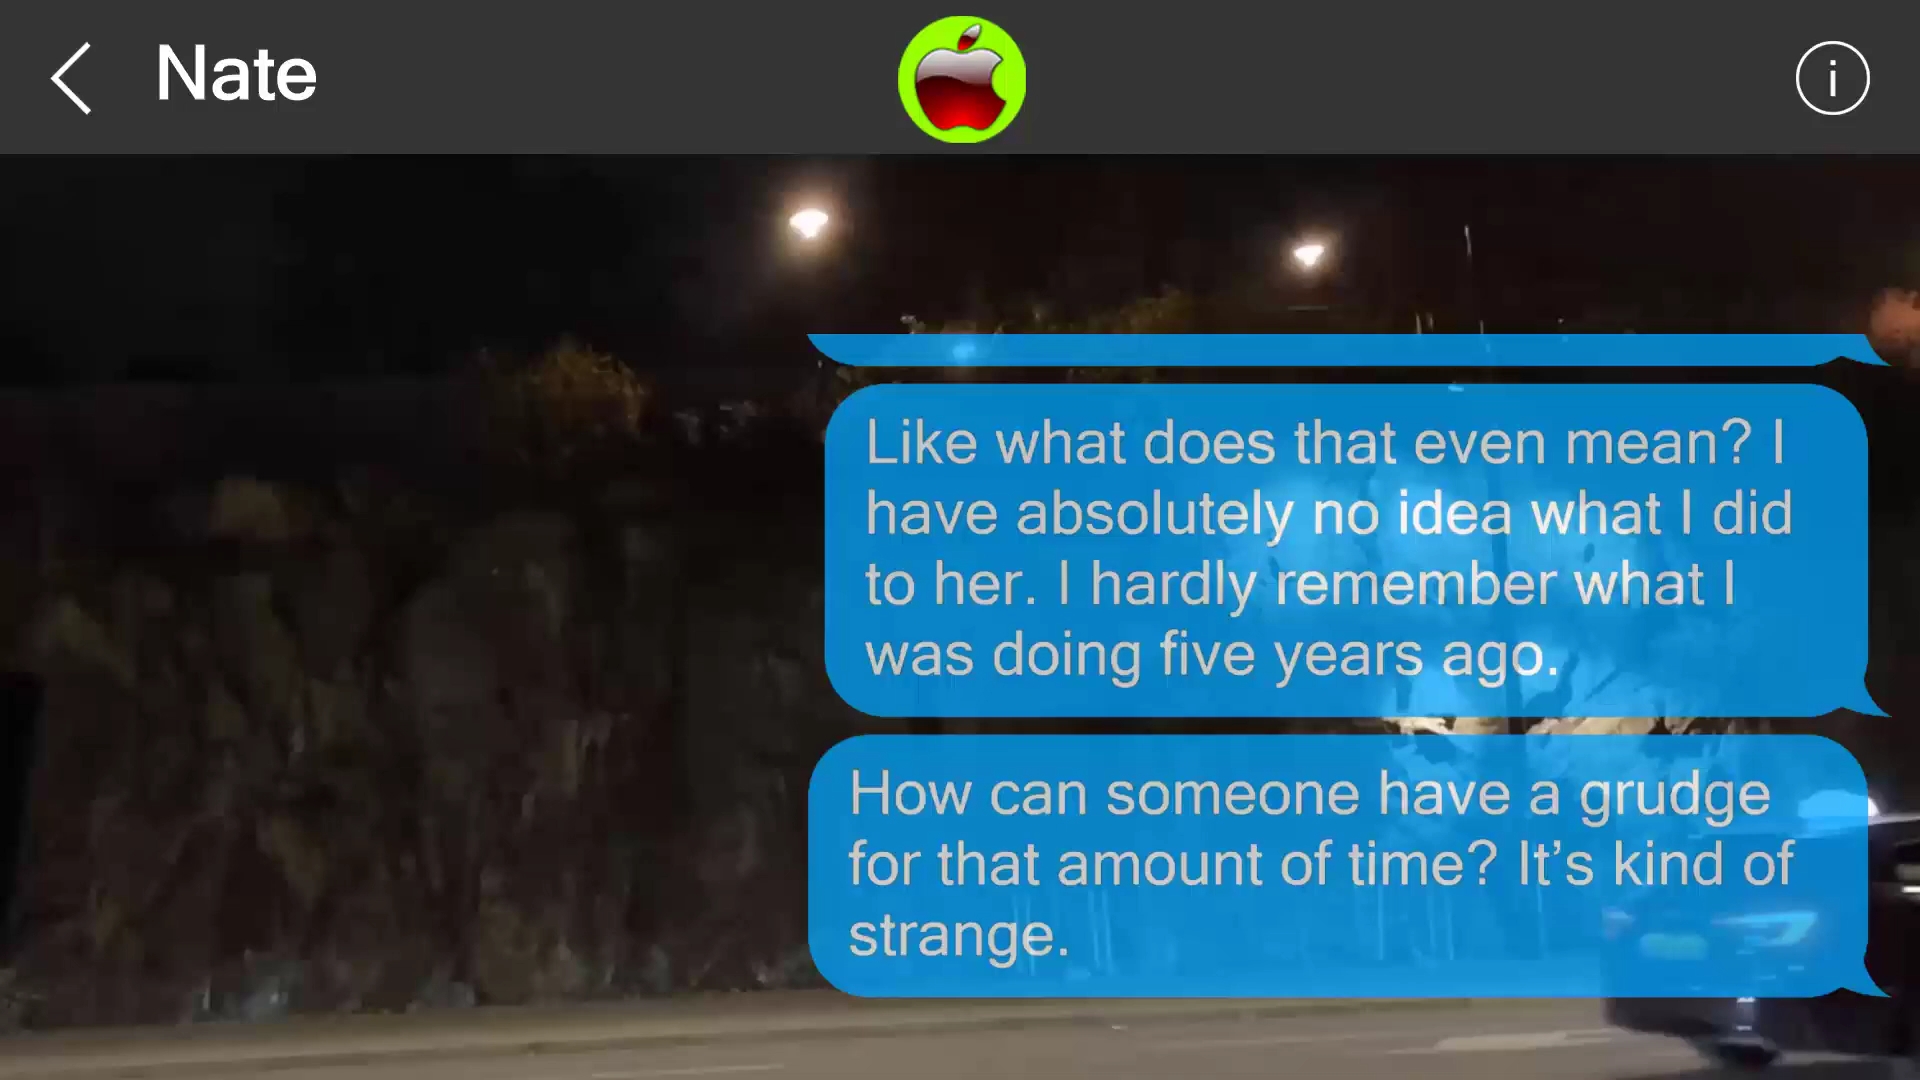 Nate
Like what does that even mean? I
have absolutely no idea what I did
to her. I hardly remember what I
was doing five years ago.
How can someone have a grudge
for that amount of time? It’s kind of
strange.